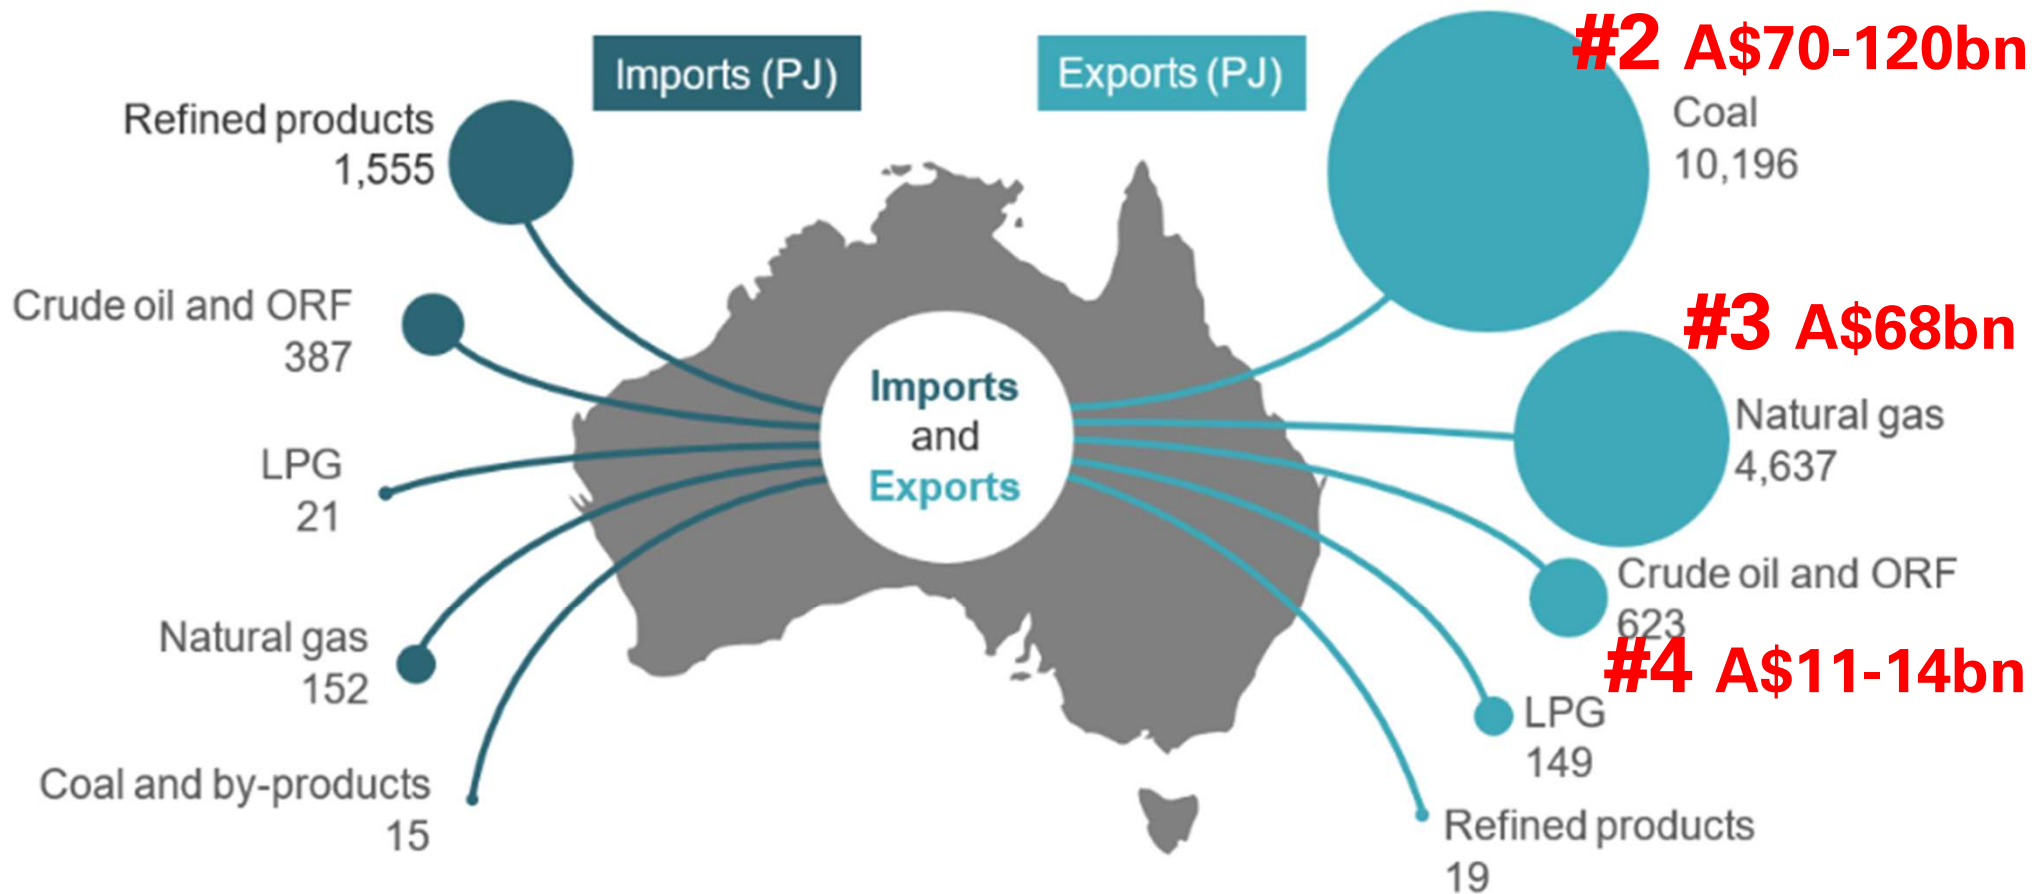 Imports (PJ)
Refined products
1,555
Crude oil and ORF
387
LPG
21
Natural gas
152
Coal and by-products
15
Imports
and
Exports
Exports (PJ)
#2 A$70-120bn
Coal
10,196
#3 A$68bn
Natural gas
4,637
Crude oil and ORF
623
#4 A$11-14bn
LPG
149
Refined products
19